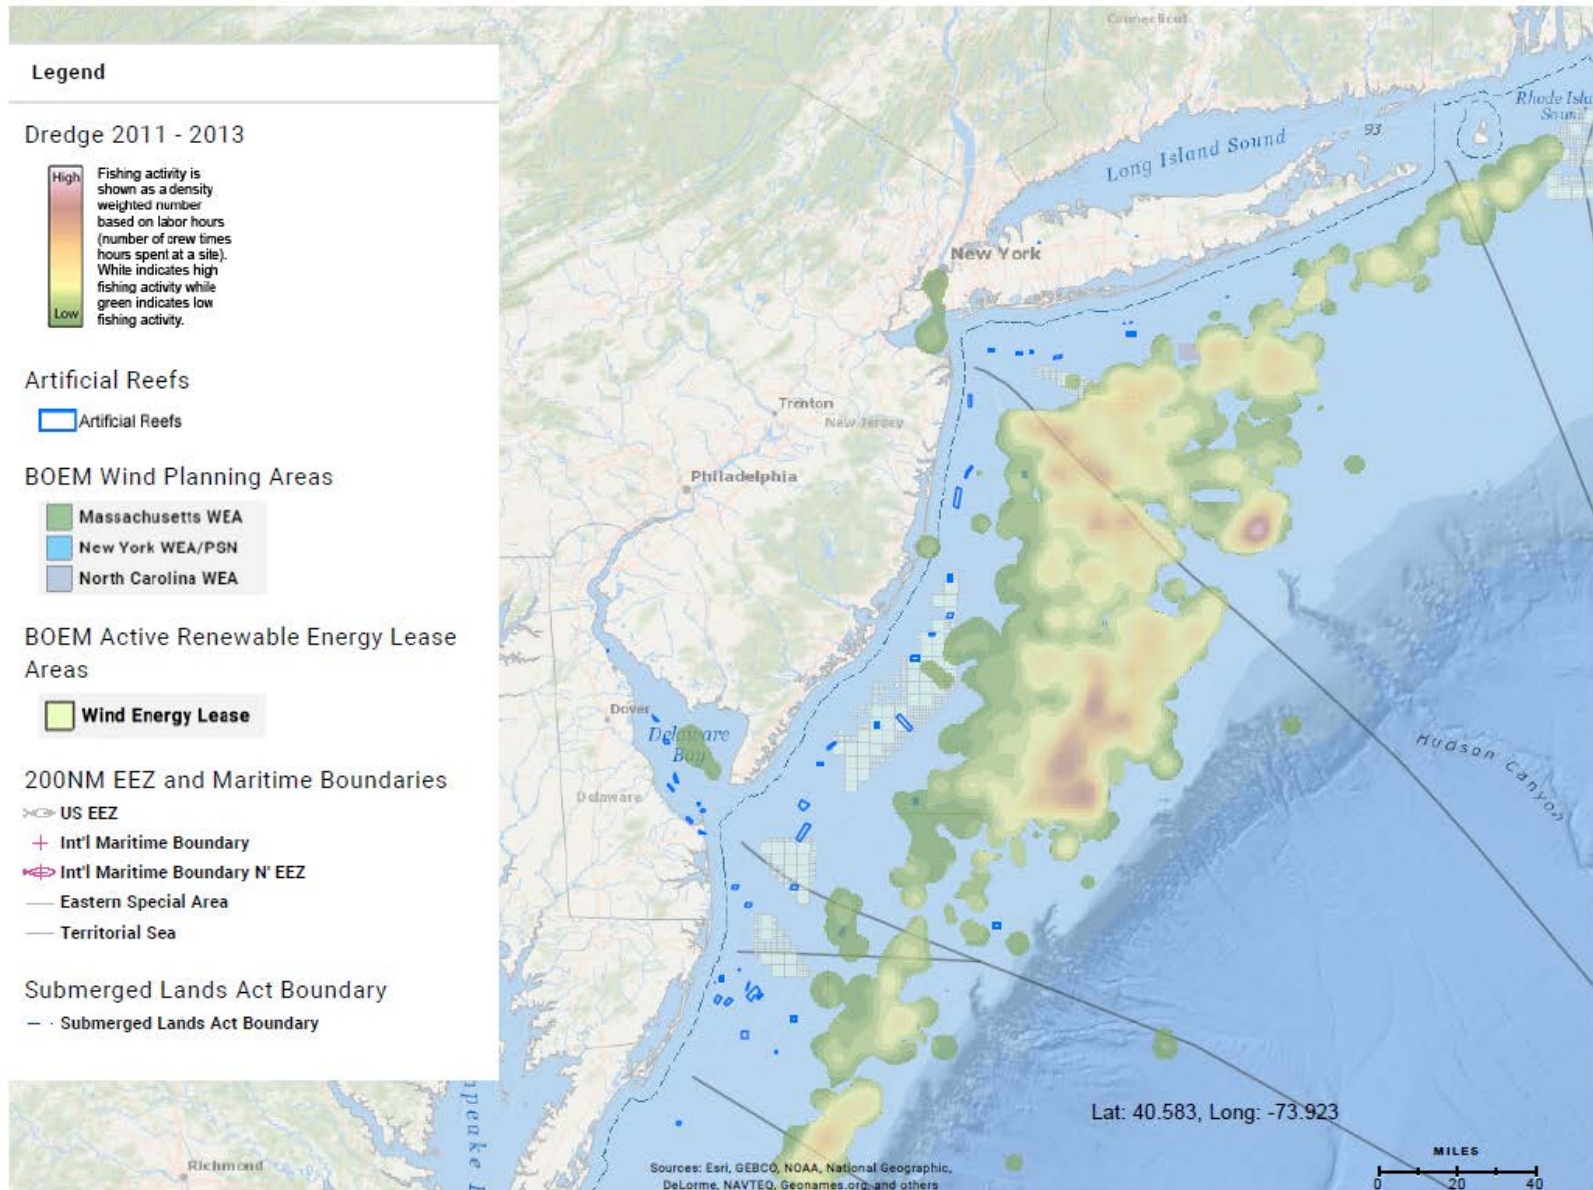 Legend
Dredge 2011 - 2013
High
Low
Fishing activity is
shown as a density
weighted number
based on labor hours
(number of crew times
hours spent at a site).
White indicates high
fishing activity while
green indicates low
fishing activity.
Artificial Reefs
Artificial Reefs
BOEM Wind Planning Areas
Massachusetts WEA
New York WEA/PSN
North Carolina WEA
BOEM Active Renewable Energy Lease
Areas
Wind Energy Lease
200NM EEZ and Maritime Boundaries
US EEZ
Int'l Maritime Boundary
Int'l Maritime Boundary N' EEZ
Eastern Special Area
Territorial Sea
Submerged Lands Act Boundary
Submerged Lands Act Boundary
Connecticut
Rhode Isla
Sound
93
Long Island Sound
New York
Trenton
New Jersey
Philadelphia
Dover
Delaware
Bay
Delaware
Hudson Canyon
Richmond
Lat: 40.583, Long: -73.923
Sources: Esri, GEBCO, NOAA, National Geographic,
DeLorme, NAVTEQ, Geonames.org, and others
MILES
0 20 40